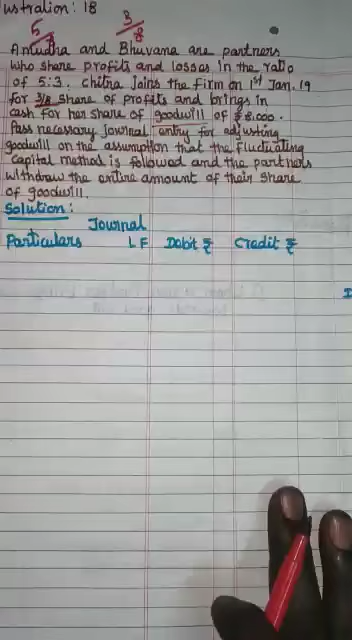 ustration: 18
5 3/8
Anudha and Bhuvana are partners
who share profits and losses in the ratio
of 5:3. Chitra Joins the Firm on 1st Jan. 19
for 3/8 share of profits and brings in
cash for her share of goodwill of ₹ 8,000.
Pass necessary journal entry for adjusting
goodwill on the assumption that the fluctuating
Capital method is followed and the partners
withdraw the entire amount of their share
of goodwill.
Solution:
Journal
Particulars L F Debit ₹ Credit ₹